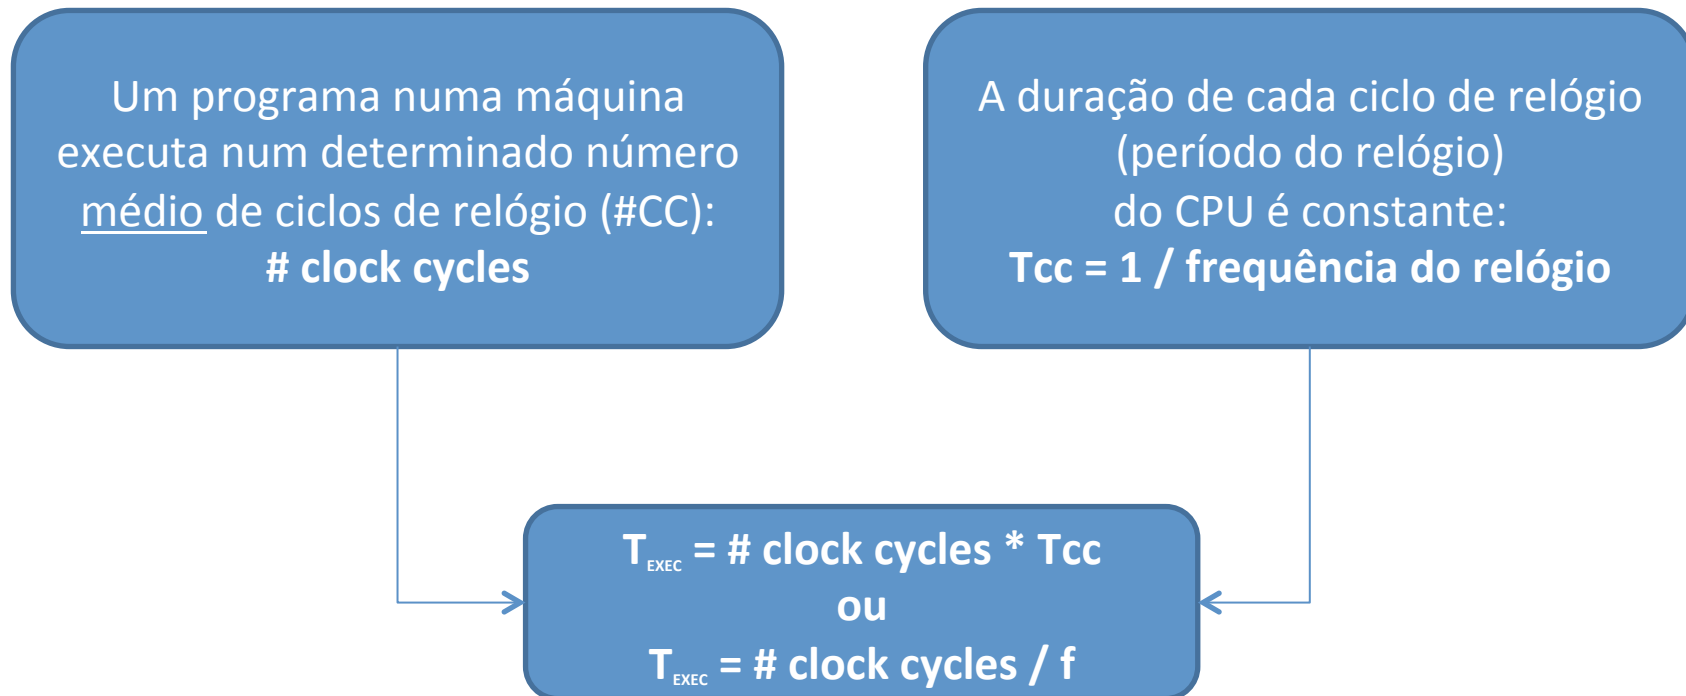 Um programa numa máquina
executa num determinado número
médio de ciclos de relógio (#CC):
# clock cycles
A duração de cada ciclo de relógio
(período do relógio)
do CPU é constante:
Tcc = 1 / frequência do relógio
TEXEC = # clock cycles * Tcc
ou
TEXEC = # clock cycles / f